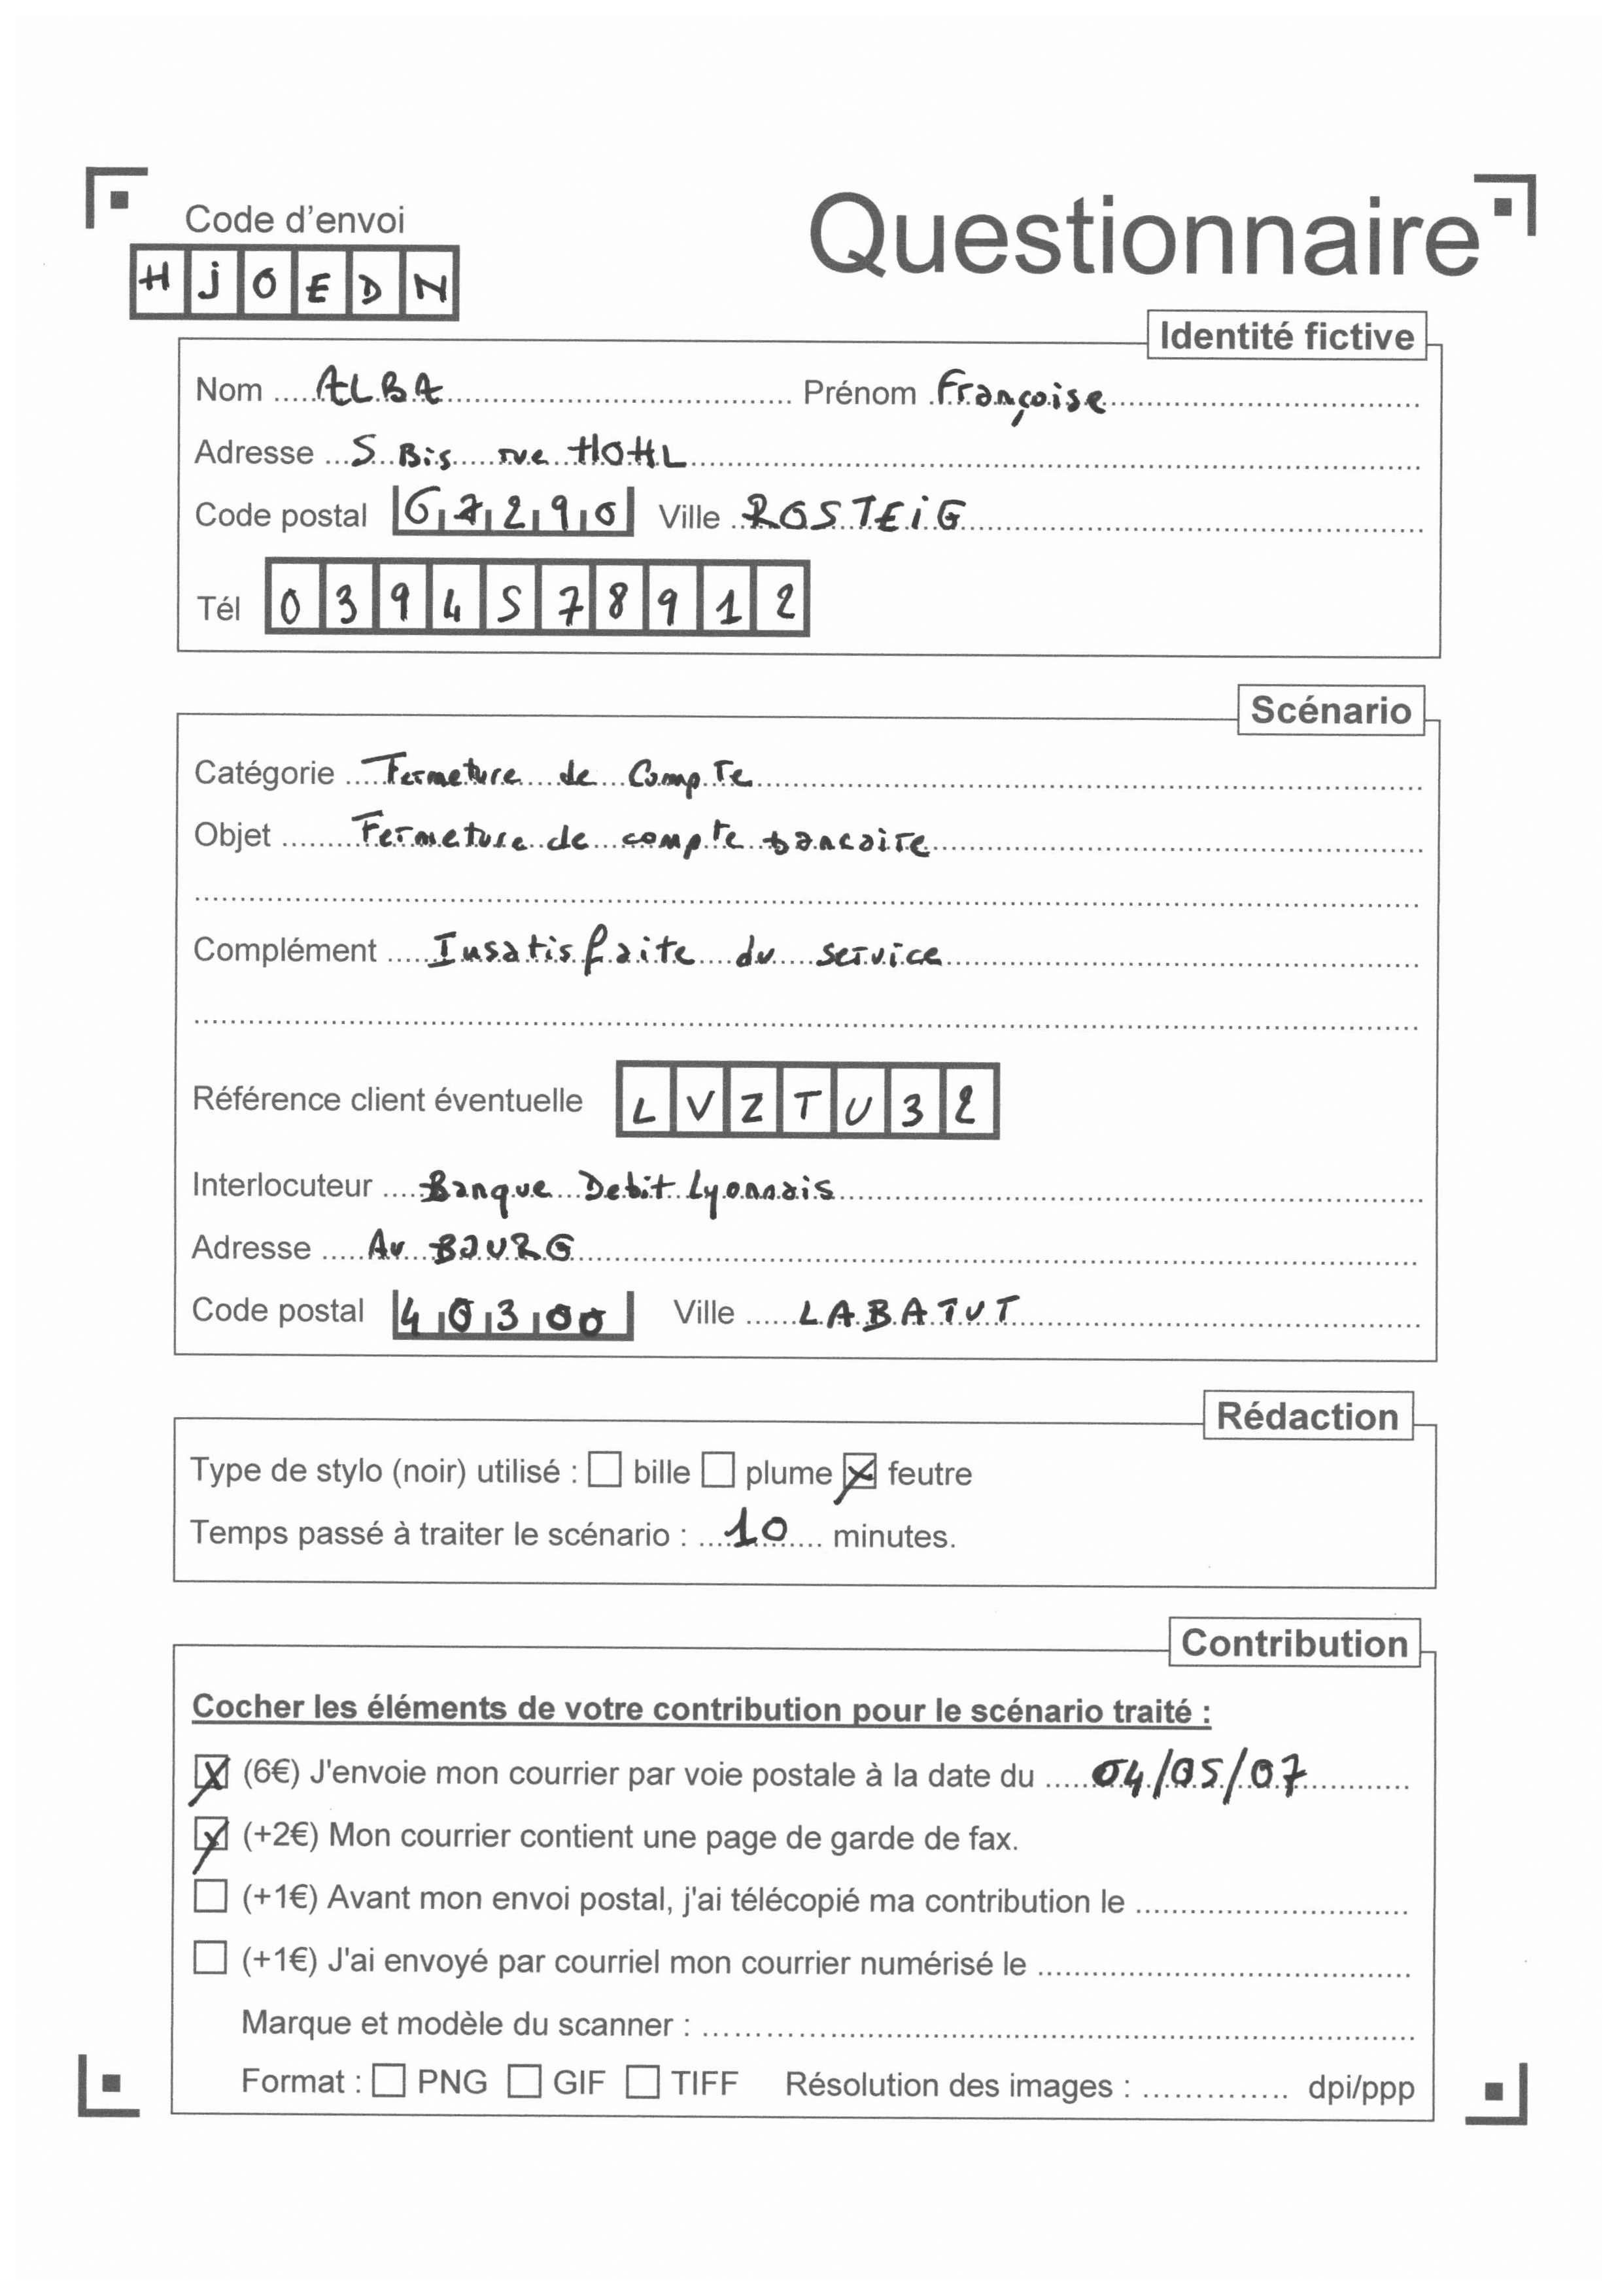 Code d'envoi
Questionnaire
HJOEDN
Identité fictive
Nom ALBA Prénom Françoise
Adresse 5 Bis rue HOHL
Code postal 67290 Ville ROSTEIG
Tél 0394578912
Scénario
Catégorie Fermeture de Compte
Objet Fermeture de compte bancaire
Complément Insatisfaite du service
Référence client éventuelle LVZTU32
Interlocuteur Banque Debit Lyonnais
Adresse Au BOURG
Code postal 40300 Ville LABATUT
Rédaction
Type de stylo (noir) utilisé : bille plume feutre
Temps passé à traiter le scénario : 10 minutes.
Contribution
Cocher les éléments de votre contribution pour le scénario traité :
(6€) J'envoie mon courrier par voie postale à la date du 04/05/07
(+2€) Mon courrier contient une page de garde de fax.
(+1€) Avant mon envoi postal, j'ai télécopié ma contribution le
(+1€) J'ai envoyé par courriel mon courrier numérisé le
Marque et modèle du scanner :
Format : PNG GIF TIFF Résolution des images : dpi/ppp